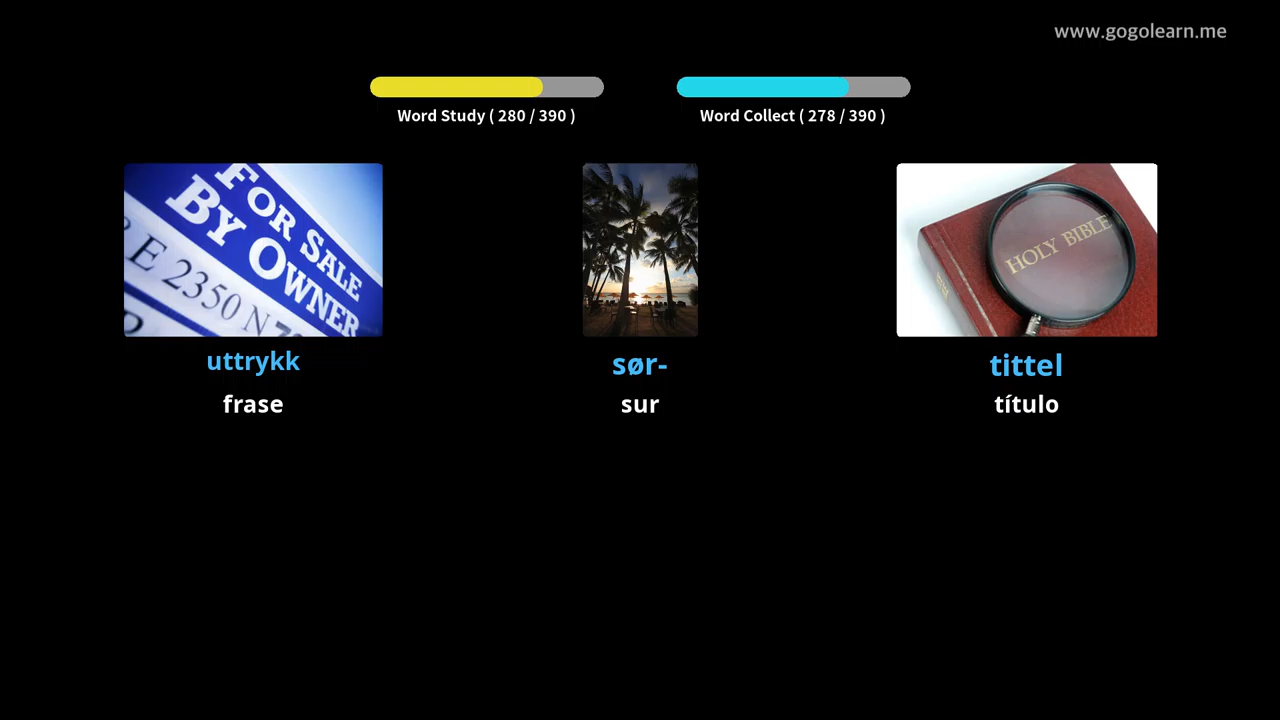 www.gogolearn.me
Word Study ( 280 / 390 )
Word Collect ( 278 / 390 )
FOR SALE
BY OWNER
E 2350 N
HOLY BIBLE
uttrykk
sør-
tittel
frase
sur
título